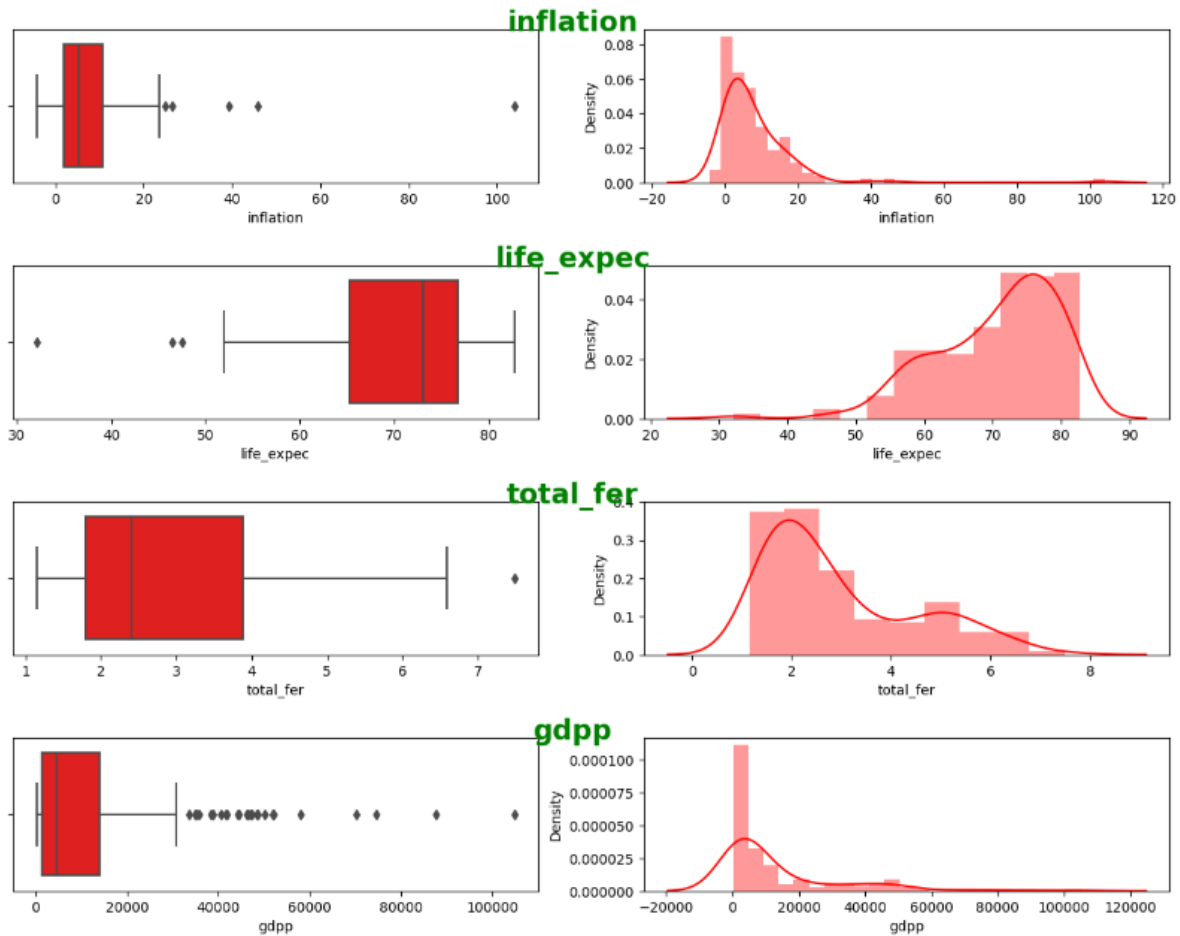 inflation
0 20 40 60 80 100
inflation
Density
0.00 0.02 0.04 0.06 0.08
−20 0 20 40 60 80 100 120
inflation
life_expec
30 40 50 60 70 80
life_expec
Density
0.00 0.02 0.04
20 30 40 50 60 70 80 90
life_expec
total_fer
1 2 3 4 5 6 7
total_fer
Density
0.0 0.1 0.2 0.3 0.4
0 2 4 6 8
total_fer
gdpp
0 20000 40000 60000 80000 100000
gdpp
Density
0.000000 0.000025 0.000050 0.000075 0.000100
−20000 0 20000 40000 60000 80000 100000 120000
gdpp